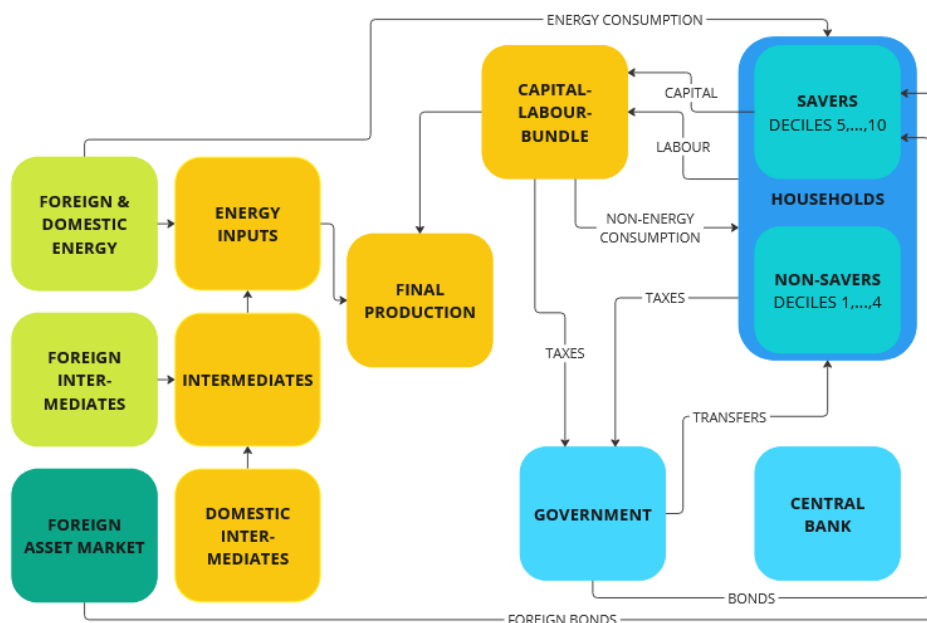 ENERGY CONSUMPTION
CAPITAL-
LABOUR-
BUNDLE
CAPITAL
LABOUR
SAVERS
DECILES 5,...,10
HOUSEHOLDS
NON-SAVERS
DECILES 1,...,4
FOREIGN &
DOMESTIC
ENERGY
ENERGY
INPUTS
NON-ENERGY
CONSUMPTION
FINAL
PRODUCTION
TAXES
TAXES
FOREIGN
INTER-
MEDIATES
INTERMEDIATES
TRANSFERS
FOREIGN
ASSET MARKET
DOMESTIC
INTER-
MEDIATES
GOVERNMENT
CENTRAL
BANK
BONDS
FOREIGN BONDS